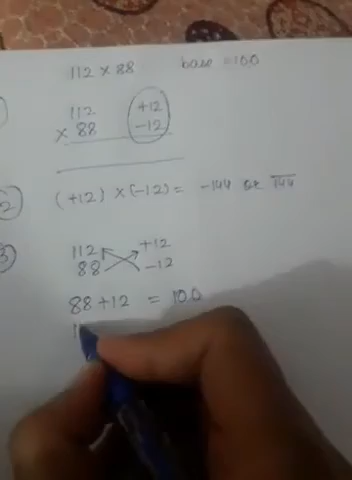 112 × 88 base = 100
112 +12
× 88 -12
2 (+12) × (-12) = -144 or 1̅4̅4̅
3 112 +12
88 -12
88 + 12 = 100
1